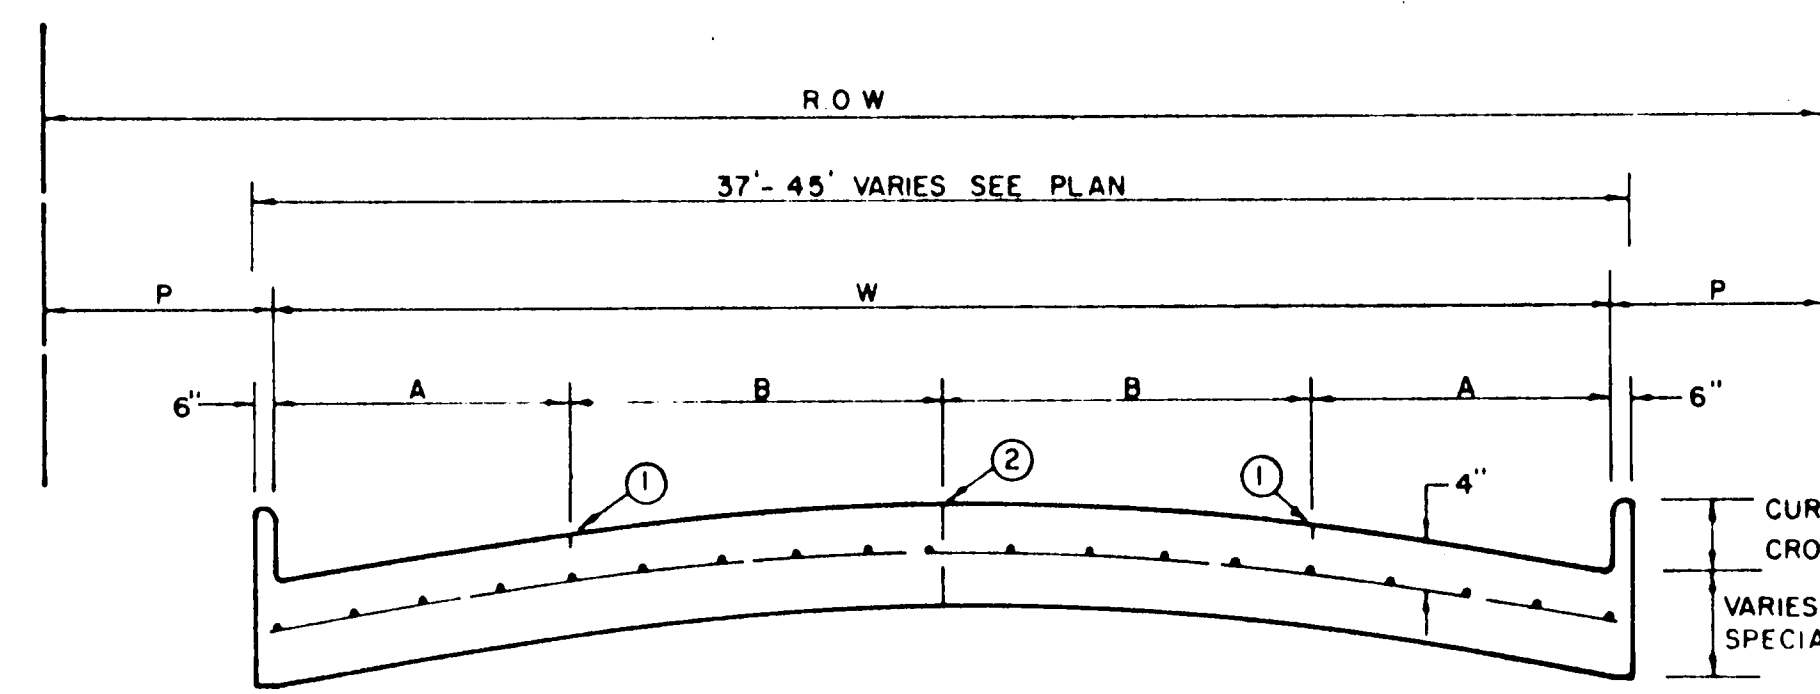 R.O.W
37'- 45' VARIES SEE PLAN
P W P
6" A B B A 6"
1 2 1 4"
CUR
CRO
VARIES
SPECIA